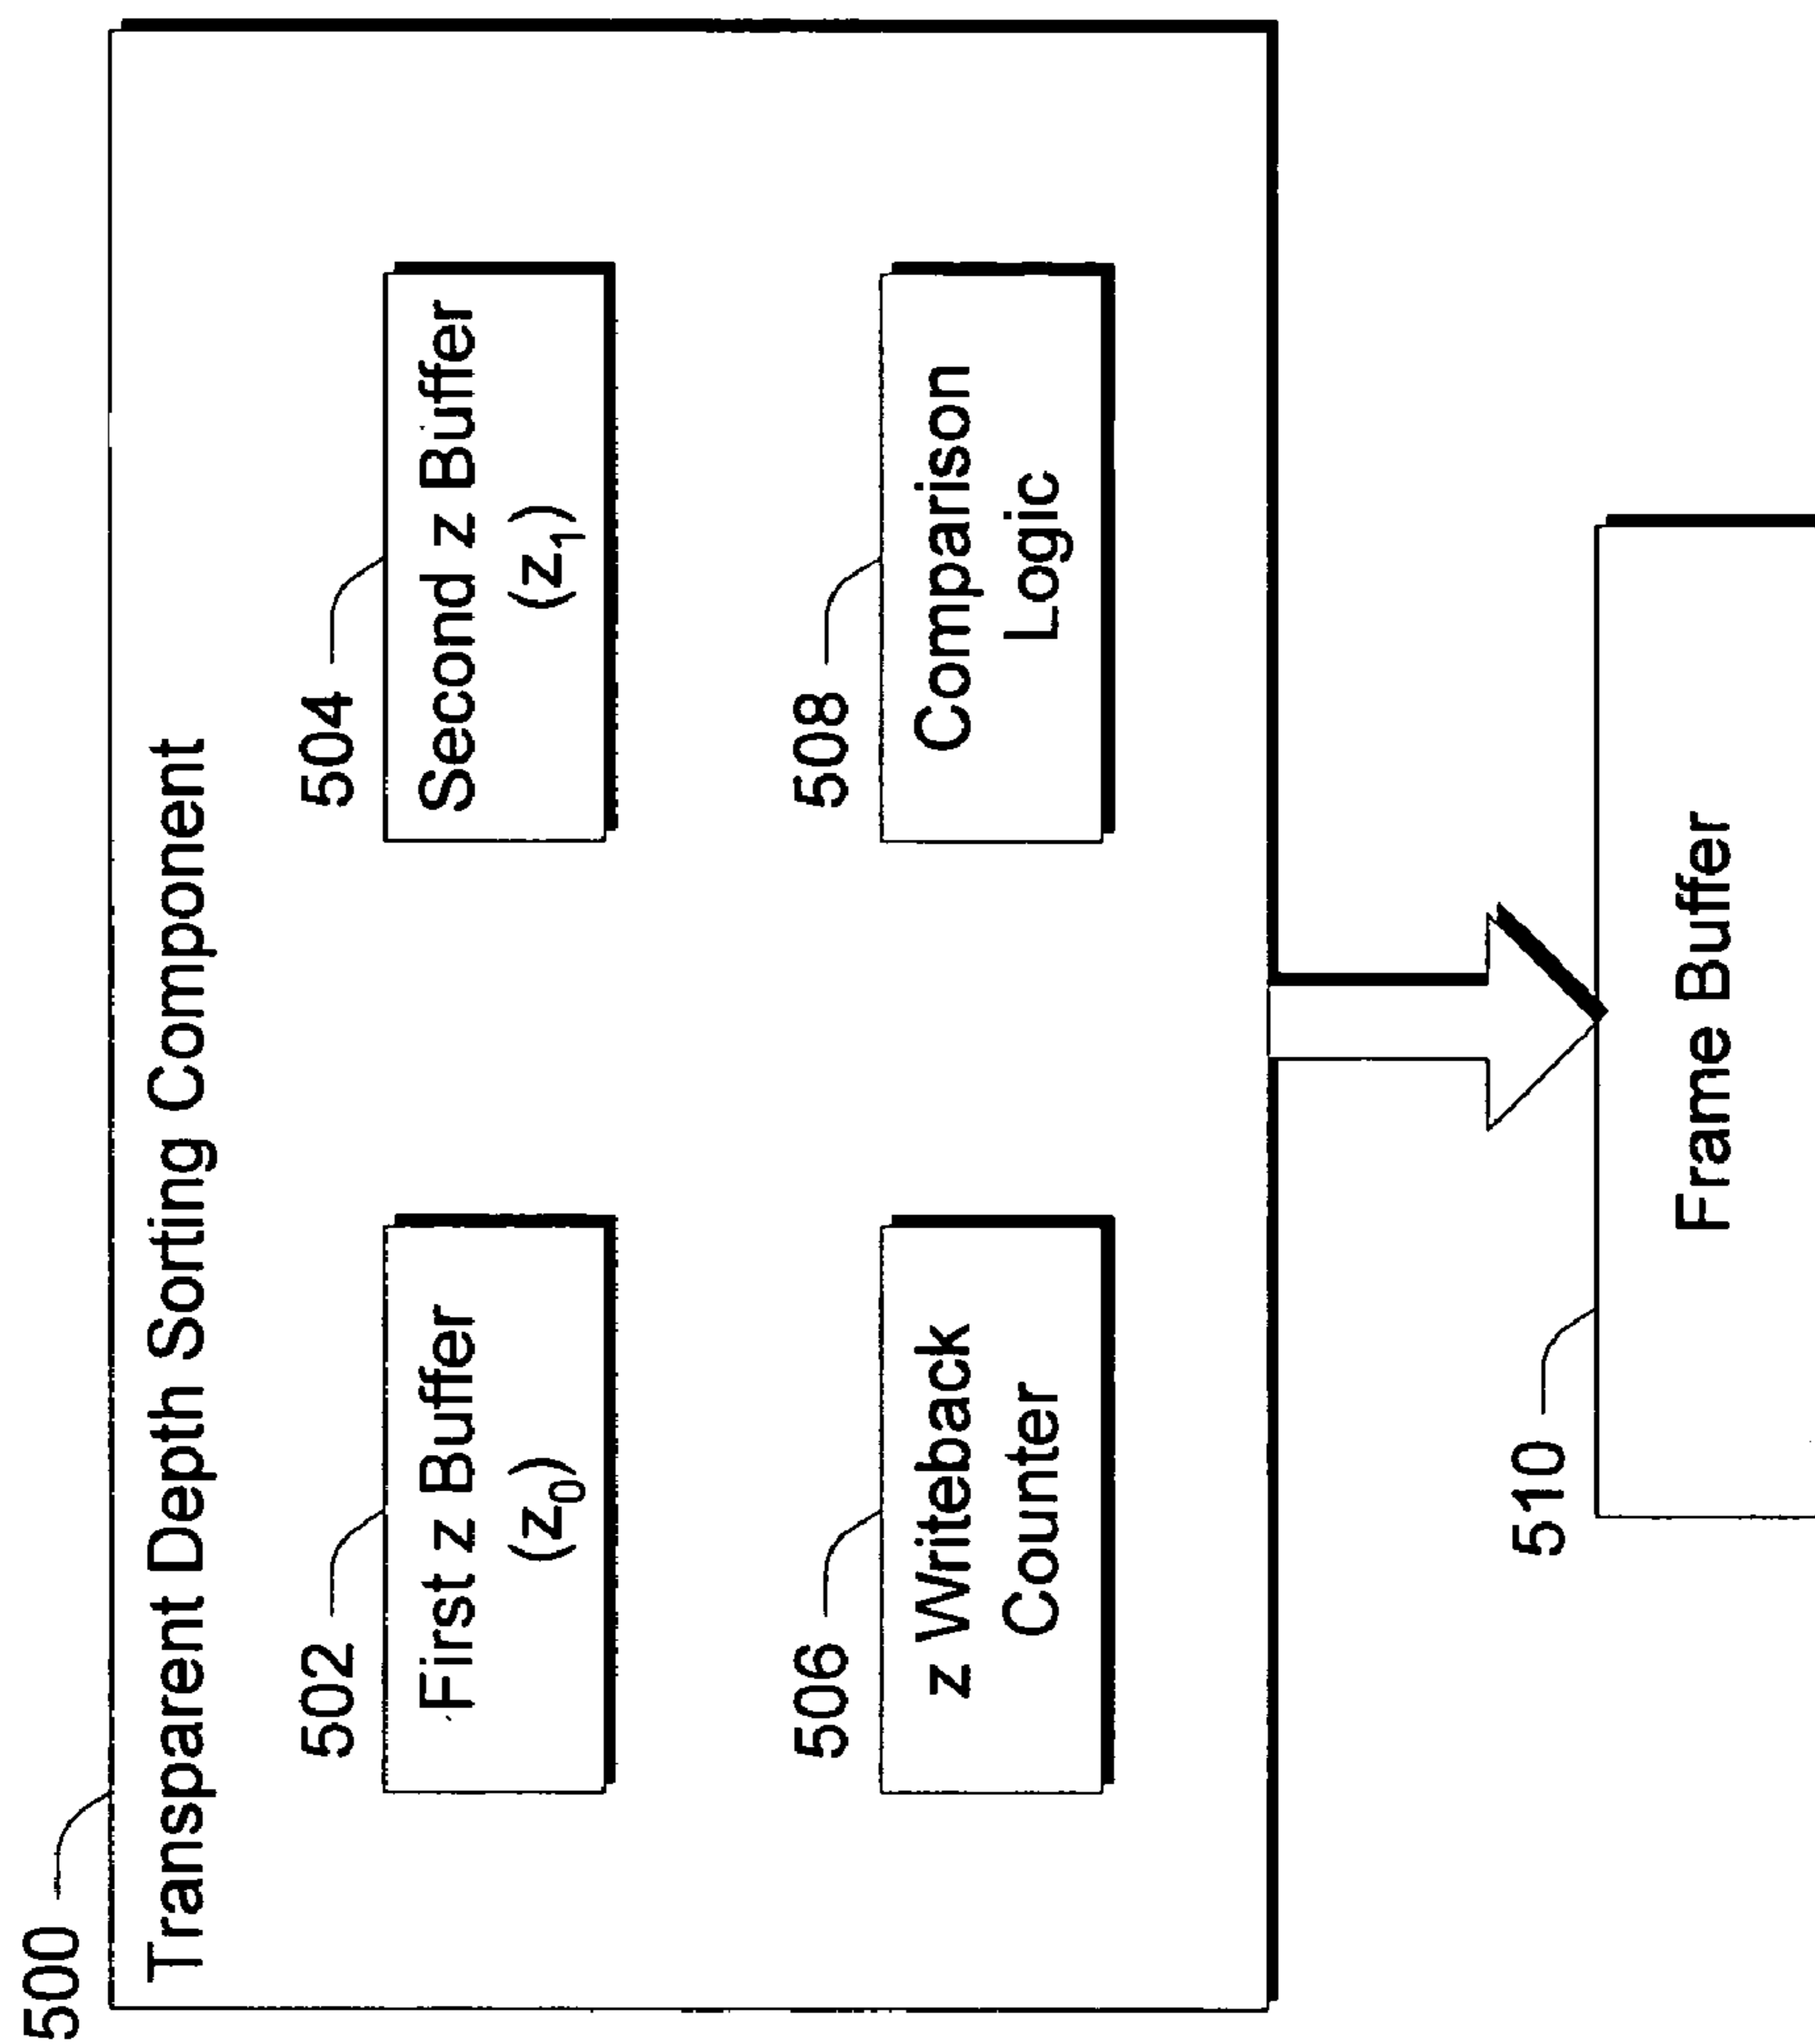 500
Transparent Depth Sorting Component
502
504
First z Buffer
(z₀)
Second z Buffer
(z₁)
506
508
z Writeback
Counter
Comparison
Logic
510
Frame Buffer